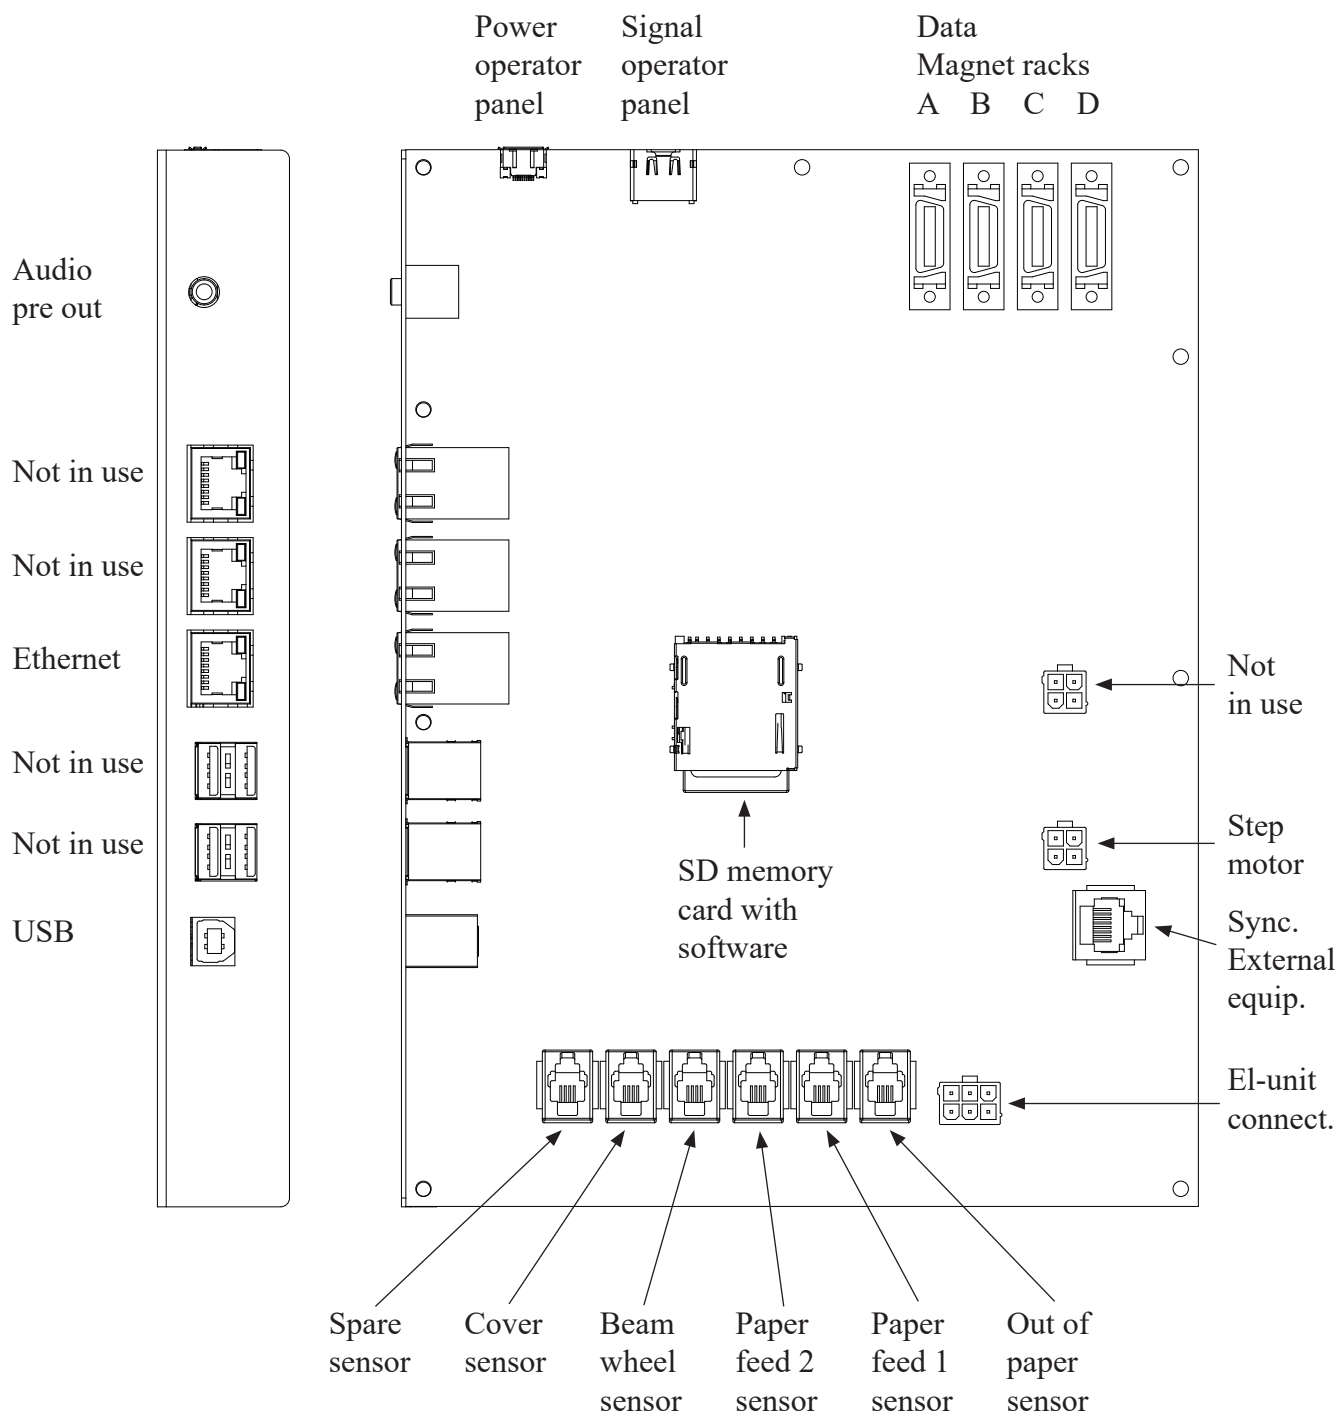 Power
operator
panel
Signal
operator
panel
Data
Magnet racks
A B C D
Audio
pre out
Not in use
Not in use
Ethernet
Not in use
Not in use
USB
SD memory
card with
software
Not
in use
Step
motor
Sync.
External
equip.
El-unit
connect.
Spare
sensor
Cover
sensor
Beam
wheel
sensor
Paper
feed 2
sensor
Paper
feed 1
sensor
Out of
paper
sensor